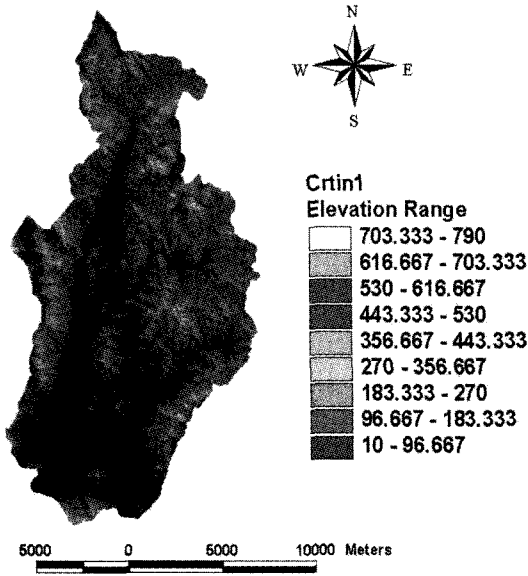 N
W E
S
Crtin1
Elevation Range
703.333 - 790
616.667 - 703.333
530 - 616.667
443.333 - 530
356.667 - 443.333
270 - 356.667
183.333 - 270
96.667 - 183.333
10 - 96.667
5000 0 5000 10000 Meters